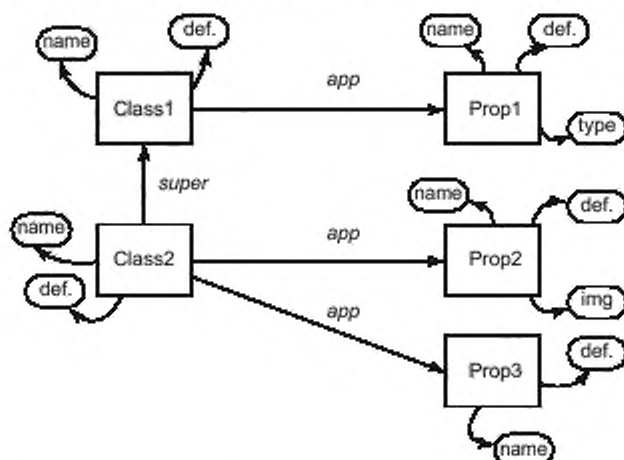 name
def.
name
def.
app
Class1
Prop1
type
super
name
def.
name
app
Class2
Prop2
def.
img
app
def.
Prop3
name